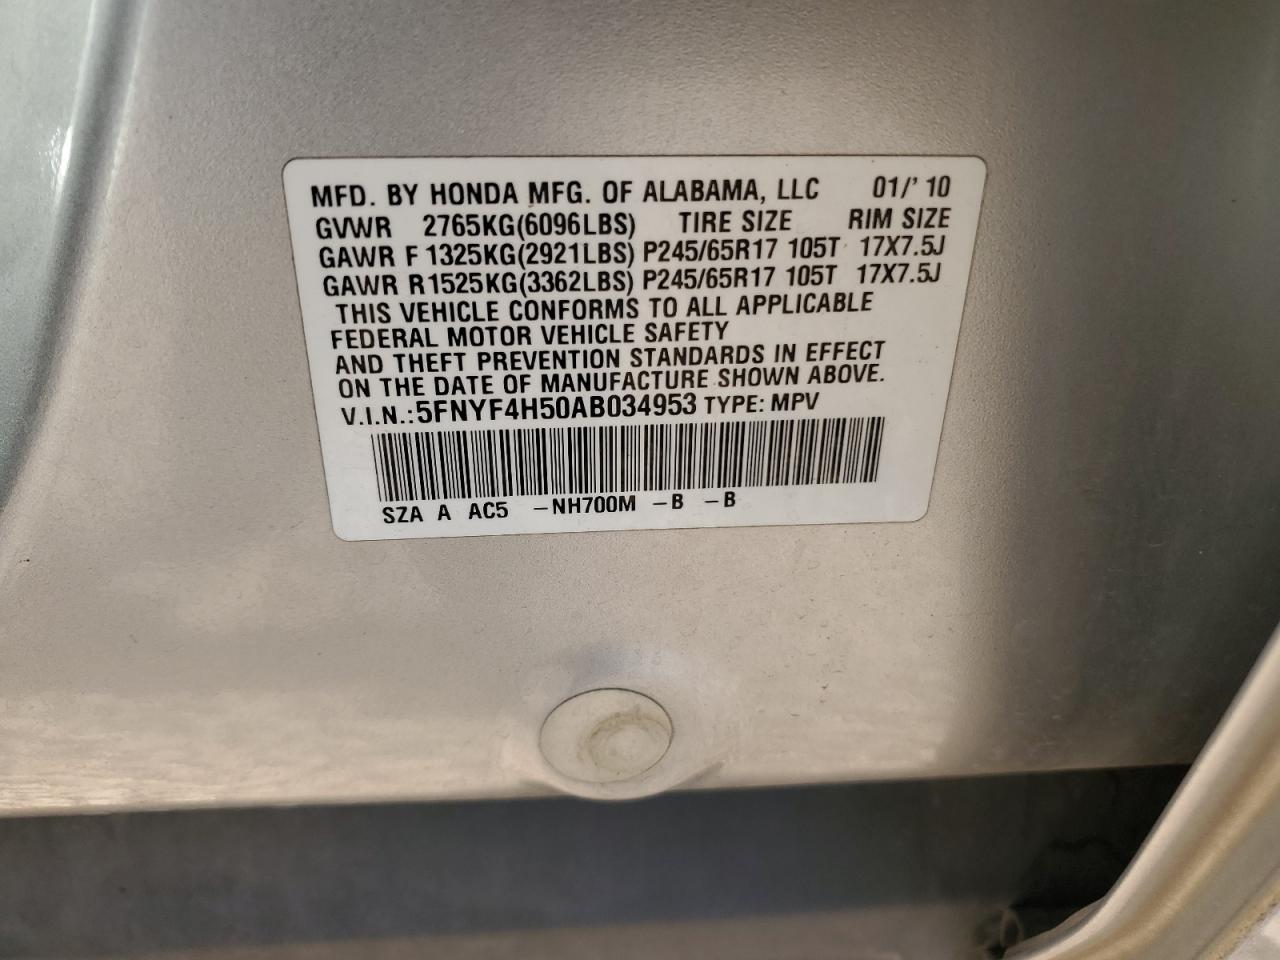 MFD. BY HONDA MFG. OF ALABAMA, LLC 01/'10
GVWR 2765KG(6096LBS) TIRE SIZE RIM SIZE
GAWR F 1325KG(2921LBS) P245/65R17 105T 17X7.5J
GAWR R1525KG(3362LBS) P245/65R17 105T 17X7.5J
THIS VEHICLE CONFORMS TO ALL APPLICABLE
FEDERAL MOTOR VEHICLE SAFETY
AND THEFT PREVENTION STANDARDS IN EFFECT
ON THE DATE OF MANUFACTURE SHOWN ABOVE.
V.I.N.:5FNYF4H50AB034953 TYPE: MPV
SZA A AC5 -NH700M -B -B